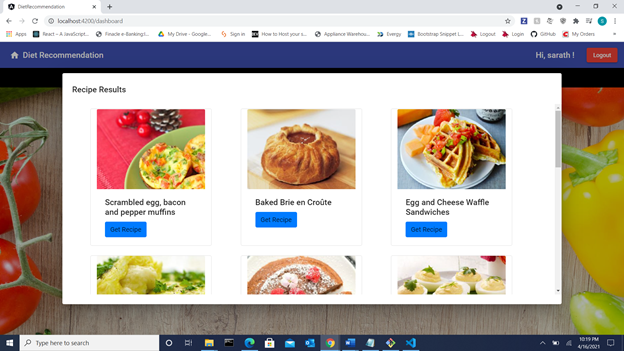 DietRecommendation
localhost:4200/dashboard
Apps
React – A JavaScript...
Finacle e-Banking I...
My Drive - Google...
Sign in
How to Host your s...
Appliance Warehou...
Evergy
Bootstrap Snippet |...
Logout
Login
GitHub
My Orders
Diet Recommendation
Hi, sarath !
Logout
Recipe Results
Scrambled egg, bacon
and pepper muffins
Get Recipe
Baked Brie en Croûte
Get Recipe
Egg and Cheese Waffle
Sandwiches
Get Recipe
Type here to search
10:19 PM
4/16/2021